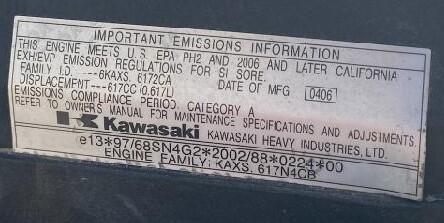 IMPORTANT EMISSIONS INFORMATION
THIS ENGINE MEETS U.S. EPA PH2 AND 2006 AND LATER CALIFORNIA
EXH/EVP EMISSION REGULATIONS FOR SI SORE.
FAMILY I.D. ---6KAXS. 6172CA DATE OF MFG 0406
DISPLACEMENT---617CC (0.617L)
EMISSIONS COMPLIANCE PERIOD, CATEGORY A
REFER TO OWNERS MANUAL FOR MAINTENANCE SPECIFICATIONS AND ADJUSTMENTS.
Kawasaki KAWASAKI HEAVY INDUSTRIES, LTD.
e13*97/68SN4G2*2002/88*0224*00
ENGINE FAMILY: KAXS. 617N4CB